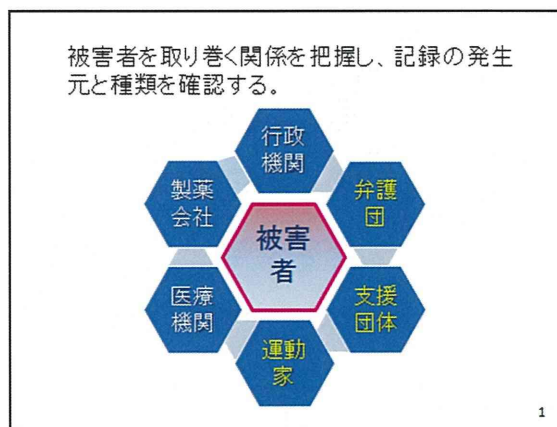 被害者を取り巻く関係を把握し、記録の発生
元と種類を確認する。
行政
機関
製薬
会社
弁護
団
被害
者
医療
機関
支援
団体
運動
家
1